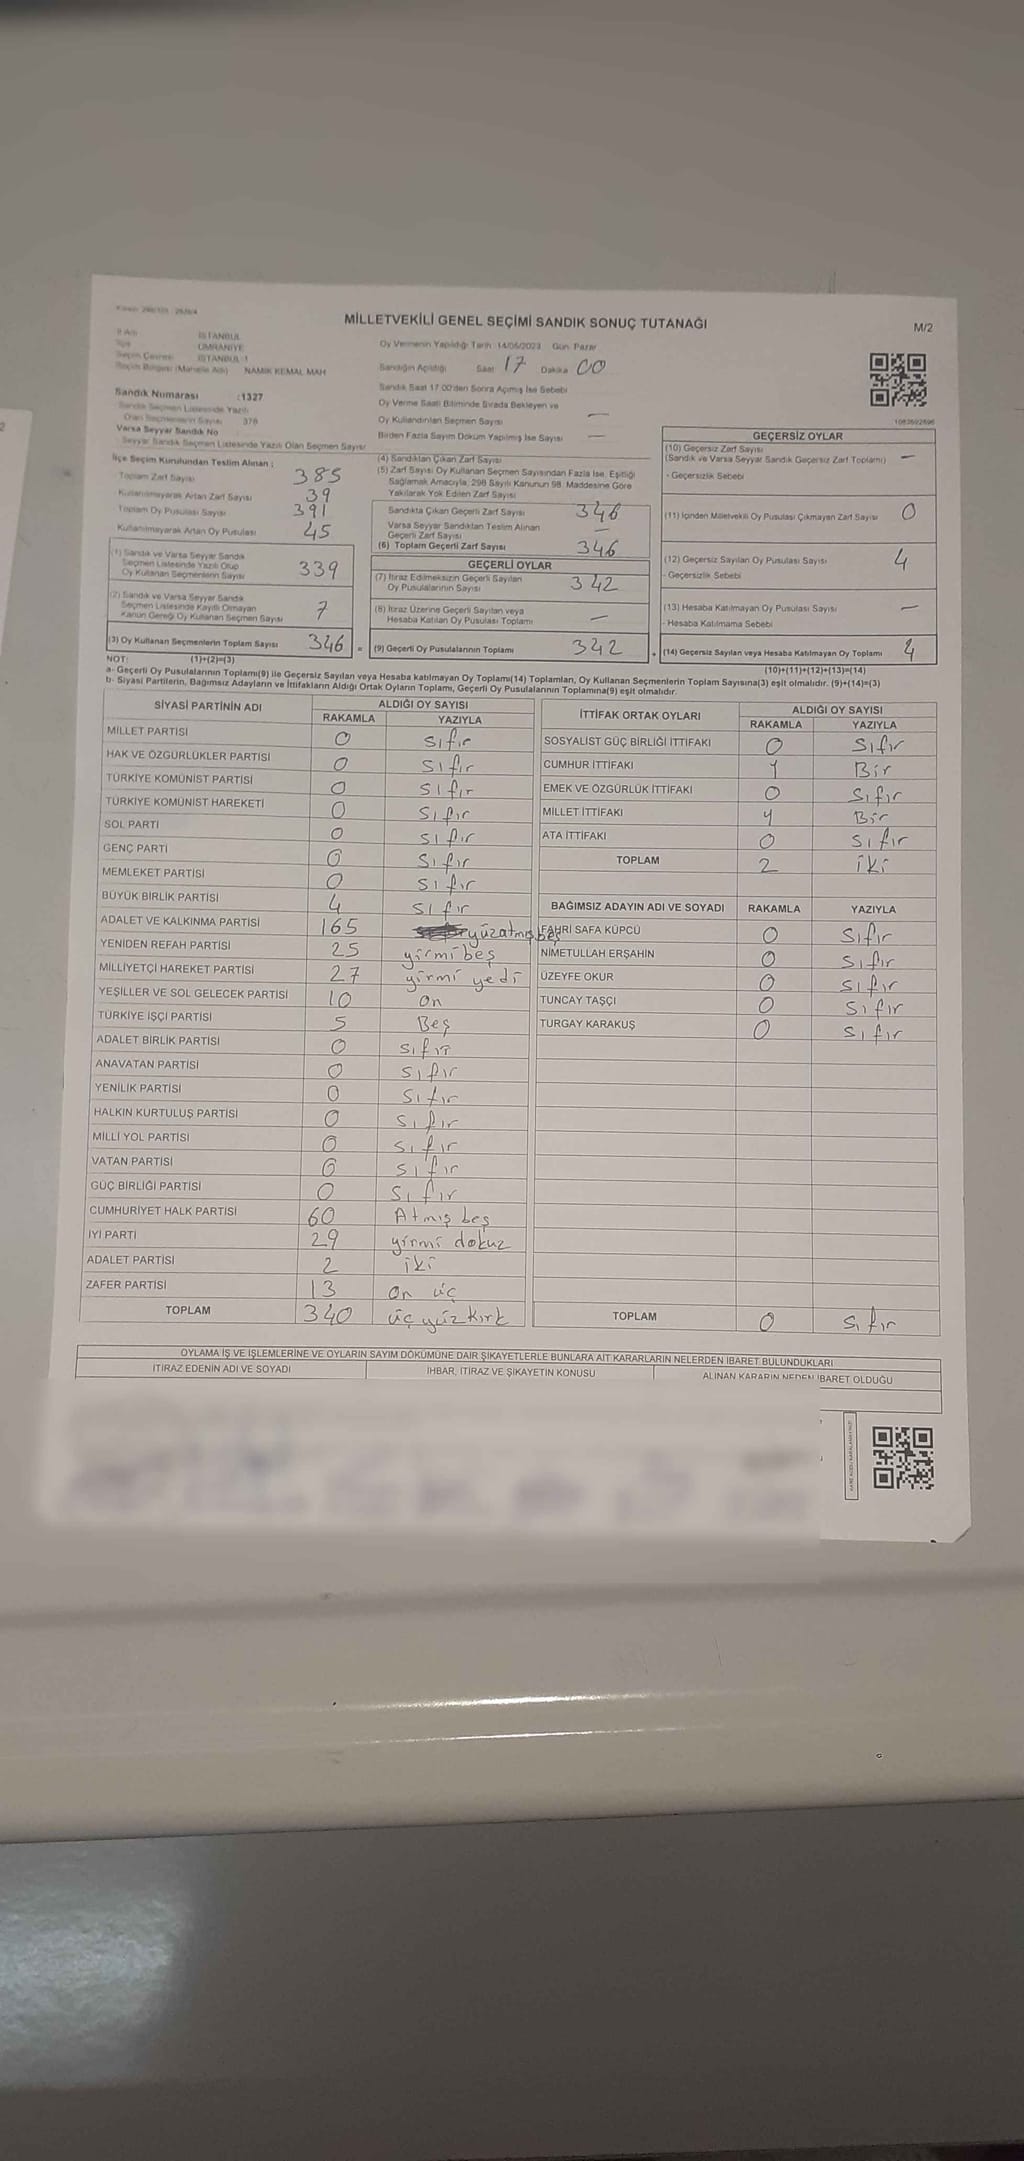 MİLLETVEKİLİ GENEL SEÇİMİ SANDIK SONUÇ TUTANAĞI
M/2
İSTANBUL
ÜMRANİYE
İSTANBUL 1
NAMIK KEMAL MAH
Oy Vermenin Yapıldığı Tarih 14/05/2023 Gün Pazar
Sandığın Açıldığı Saat 17 Dakika 00
Sandık Saat 17.00'den Sonra Açılmış İse Sebebi
Oy Verme Saati Bitiminde Sırada Bekleyen ve
Oy Kullandırılan Seçmen Sayısı —
Birden Fazla Sayım Döküm Yapılmış İse Sayısı —
Sandık Numarası :1327
Sandık Seçmen Listesinde Yazılı
Olan Seçmenlerin Sayısı 376
Varsa Seyyar Sandık No
Seyyar Sandık Seçmen Listesinde Yazılı Olan Seçmen Sayısı
İlçe Seçim Kurulundan Teslim Alınan ;
Toplam Zarf Sayısı 385
Kullanılmayarak Artan Zarf Sayısı 39
Toplam Oy Pusulası Sayısı 391
Kullanılmayarak Artan Oy Pusulası 45
(1) Sandık ve Varsa Seyyar Sandık
Seçmen Listesinde Yazılı Olup
Oy Kullanan Seçmenlerin Sayısı 339
(2) Sandık ve Varsa Seyyar Sandık
Seçmen Listesinde Kayıtlı Olmayan
Kanun Gereği Oy Kullanan Seçmen Sayısı 7
(3) Oy Kullanan Seçmenlerin Toplam Sayısı 346 =
(1)+(2)=(3)
(4) Sandıktan Çıkan Zarf Sayısı
(5) Zarf Sayısı Oy Kullanan Seçmen Sayısından Fazla İse, Eşitliği
Sağlamak Amacıyla, 298 Sayılı Kanunun 98. Maddesine Göre
Yakılarak Yok Edilen Zarf Sayısı
Sandıkta Çıkan Geçerli Zarf Sayısı 346
Varsa Seyyar Sandıktan Teslim Alınan
Geçerli Zarf Sayısı —
(6) Toplam Geçerli Zarf Sayısı 346
GEÇERLİ OYLAR
(7) İtiraz Edilmeksizin Geçerli Sayılan
Oy Pusulalarının Sayısı 342
(8) İtiraz Üzerine Geçerli Sayılan veya
Hesaba Katılan Oy Pusulası Toplamı —
(9) Geçerli Oy Pusulalarının Toplamı 342 +
1083692696
GEÇERSİZ OYLAR
(10) Geçersiz Zarf Sayısı
(Sandık ve Varsa Seyyar Sandık Geçersiz Zarf Toplamı) —
- Geçersizlik Sebebi
(11) İçinden Milletvekili Oy Pusulası Çıkmayan Zarf Sayısı 0
(12) Geçersiz Sayılan Oy Pusulası Sayısı 4
- Geçersizlik Sebebi
(13) Hesaba Katılmayan Oy Pusulası Sayısı —
- Hesaba Katılmama Sebebi
(14) Geçersiz Sayılan veya Hesaba Katılmayan Oy Toplamı 4
(10)+(11)+(12)+(13)=(14)
NOT:
a- Geçerli Oy Pusulalarının Toplamı(9) ile Geçersiz Sayılan veya Hesaba katılmayan Oy Toplamı(14) Toplamları, Oy Kullanan Seçmenlerin Toplam Sayısına(3) eşit olmalıdır. (9)+(14)=(3)
b- Siyasi Partilerin, Bağımsız Adayların ve İttifakların Aldığı Ortak Oyların Toplamı, Geçerli Oy Pusulalarının Toplamına(9) eşit olmalıdır.
SİYASİ PARTİNİN ADI ALDIĞI OY SAYISI
RAKAMLA YAZIYLA
MİLLET PARTİSİ 0 sıfır
HAK VE ÖZGÜRLÜKLER PARTİSİ 0 sıfır
TÜRKİYE KOMÜNİST PARTİSİ 0 sıfır
TÜRKİYE KOMÜNİST HAREKETİ 0 sıfır
SOL PARTİ 0 sıfır
GENÇ PARTİ 0 sıfır
MEMLEKET PARTİSİ 0 sıfır
BÜYÜK BİRLİK PARTİSİ 4 sıfır
ADALET VE KALKINMA PARTİSİ 165 yüzatmışbeş
YENİDEN REFAH PARTİSİ 25 yirmi beş
MİLLİYETÇİ HAREKET PARTİSİ 27 yirmi yedi
YEŞİLLER VE SOL GELECEK PARTİSİ 10 on
TÜRKİYE İŞÇİ PARTİSİ 5 Beş
ADALET BİRLİK PARTİSİ 0 sıfır
ANAVATAN PARTİSİ 0 sıfır
YENİLİK PARTİSİ 0 sıfır
HALKIN KURTULUŞ PARTİSİ 0 sıfır
MİLLİ YOL PARTİSİ 0 sıfır
VATAN PARTİSİ 0 sıfır
GÜÇ BİRLİĞİ PARTİSİ 0 sıfır
CUMHURİYET HALK PARTİSİ 60 Atmış beş
İYİ PARTİ 29 yirmi dokuz
ADALET PARTİSİ 2 iki
ZAFER PARTİSİ 13 on üç
TOPLAM 340 üç yüz kırk
İTTİFAK ORTAK OYLARI ALDIĞI OY SAYISI
RAKAMLA YAZIYLA
SOSYALİST GÜÇ BİRLİĞİ İTTİFAKI 0 sıfır
CUMHUR İTTİFAKI 1 Bir
EMEK VE ÖZGÜRLÜK İTTİFAKI 0 sıfır
MİLLET İTTİFAKI 1 Bir
ATA İTTİFAKI 0 sıfır
TOPLAM 2 iki
BAĞIMSIZ ADAYIN ADI VE SOYADI RAKAMLA YAZIYLA
FAHRİ SAFA KÜPCÜ 0 sıfır
NİMETULLAH ERŞAHİN 0 sıfır
ÜZEYFE OKUR 0 sıfır
TUNCAY TAŞÇI 0 sıfır
TURGAY KARAKUŞ 0 sıfır
TOPLAM 0 sıfır
OYLAMA İŞ VE İŞLEMLERİNE VE OYLARIN SAYIM DÖKÜMÜNE DAİR ŞİKAYETLERLE BUNLARA AİT KARARLARIN NELERDEN İBARET BULUNDUKLARI
İTİRAZ EDENİN ADI VE SOYADI İHBAR, İTİRAZ VE ŞİKAYETİN KONUSU ALINAN KARARIN NEDEN İBARET OLDUĞU